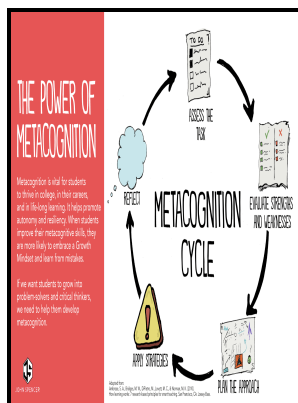 THE POWER OF
METACOGNITION
Metacognition is vital for students
to thrive in college, in their careers,
and in life-long learning. It helps promote
autonomy and resiliency. When students
improve their metacognitive skills, they
are more likely to embrace a Growth
Mindset and learn from mistakes.
If we want students to grow into
problem-solvers and critical thinkers,
we need to help them develop
metacognition.
JOHN SPENCER
TO DO
ASSESS THE
TASK
EVALUATE STRENGTHS
AND WEAKNESSES
PLAN THE APPROACH
APPLY STRATEGIES
REFLECT
METACOGNITION
CYCLE
Adapted from: